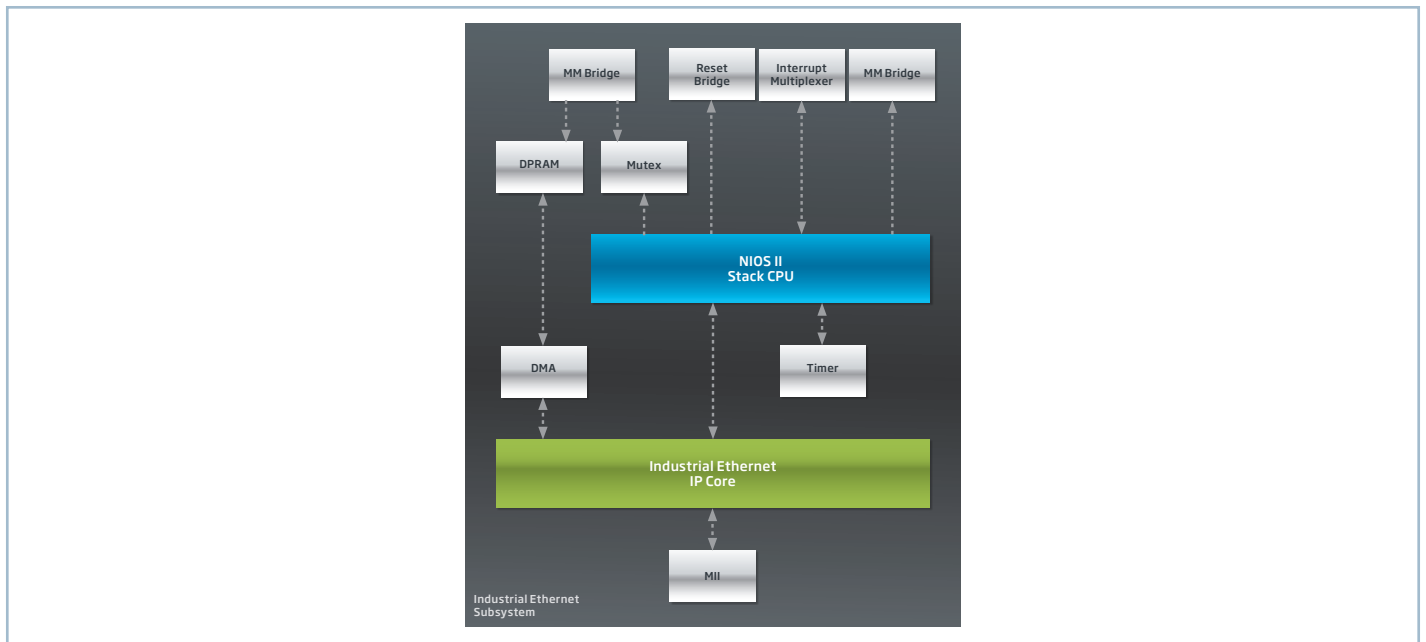 MM Bridge
Reset
Bridge
Interrupt
Multiplexer
MM Bridge
DPRAM
Mutex
NIOS II
Stack CPU
DMA
Timer
Industrial Ethernet
IP Core
MII
Industrial Ethernet
Subsystem